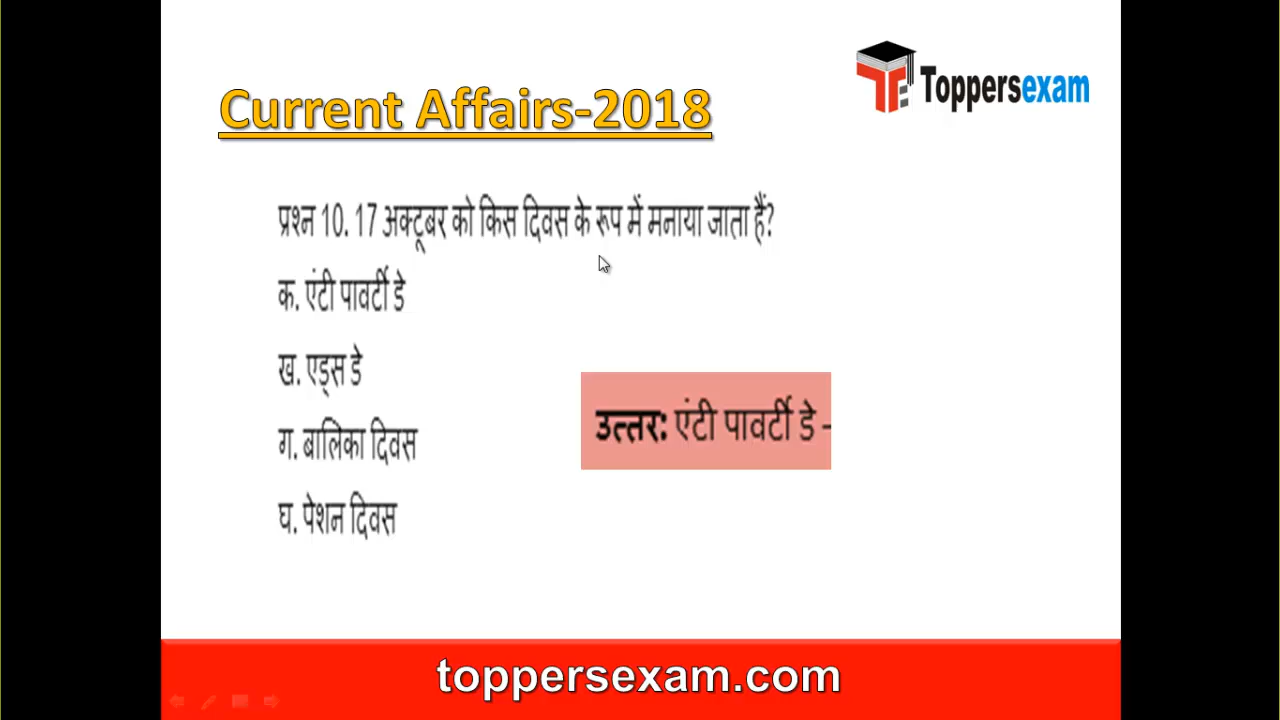 Toppersexam
Current Affairs-2018
प्रश्न 10. 17 अक्टूबर को किस दिवस के रूप में मनाया जाता हैं?
क. एंटी पावर्टी डे
ख. एड्स डे
ग. बालिका दिवस
घ. पेशन दिवस
उत्तर: एंटी पावर्टी डे -
toppersexam.com